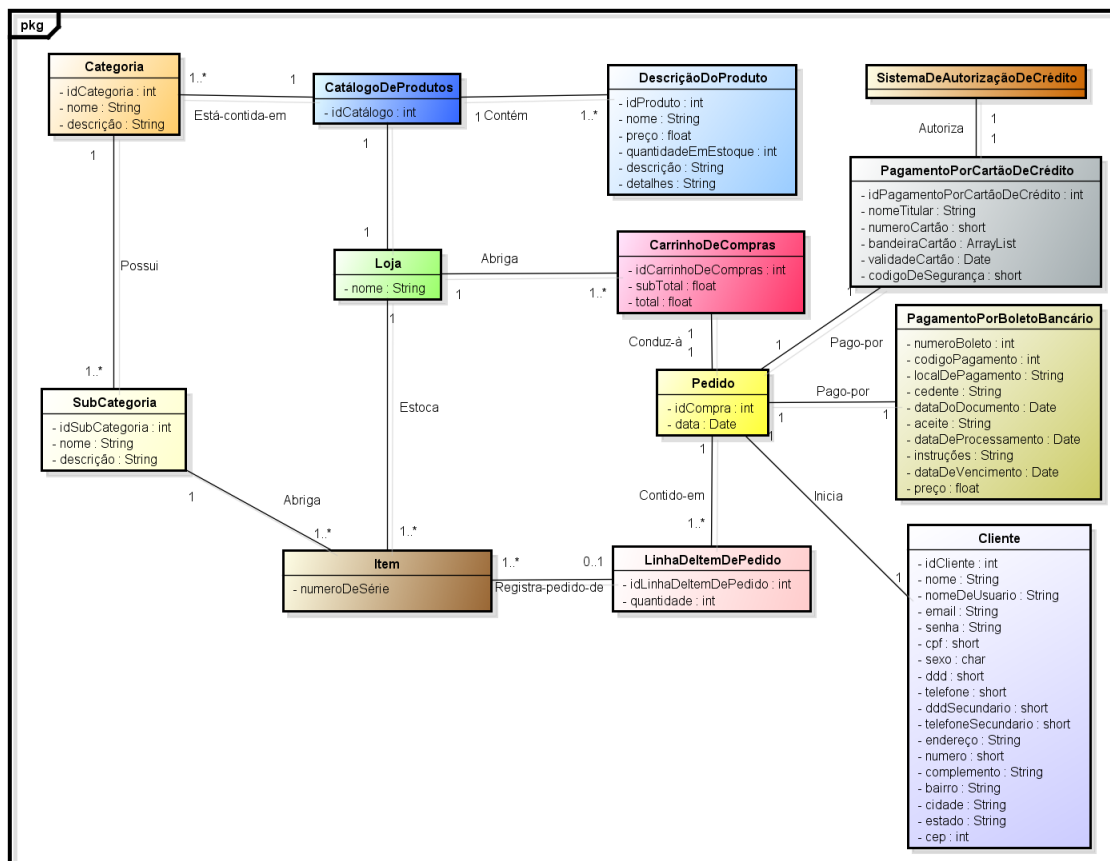 pkg
Categoria
- idCategoria : int
- nome : String
- descrição : String
1..*
1
Está-contida-em
CatálogoDeProdutos
- idCatálogo : int
1
Contém
1..*
DescriçãoDoProduto
- idProduto : int
- nome : String
- preço : float
- quantidadeEmEstoque : int
- descrição : String
- detalhes : String
SistemaDeAutorizaçãoDeCrédito
1
Autoriza
1
PagamentoPorCartãoDeCrédito
- idPagamentoPorCartãoDeCrédito : int
- nomeTitular : String
- numeroCartão : short
- bandeiraCartão : ArrayList
- validadeCartão : Date
- codigoDeSegurança : short
1
1
Possui
1..*
1
1
Loja
- nome : String
1
Abriga
1..*
CarrinhoDeCompras
- idCarrinhoDeCompras : int
- subTotal : float
- total : float
1
Conduz-à
1
1
Pago-por
1
PagamentoPorBoletoBancário
- numeroBoleto : int
- codigoPagamento : int
- localDePagamento : String
- cedente : String
- dataDoDocumento : Date
- aceite : String
- dataDeProcessamento : Date
- instruções : String
- dataDeVencimento : Date
- preço : float
Pedido
- idCompra : int
- data : Date
Pago-por
1
1
1
SubCategoria
- idSubCategoria : int
- nome : String
- descrição : String
1
Estoca
1
Abriga
1..*
1..*
1
Contido-em
1..*
Inicia
1
Item
- numeroDeSérie
1..*
0..1
Registra-pedido-de
LinhaDeItemDePedido
- idLinhaDeItemDePedido : int
- quantidade : int
Cliente
- idCliente : int
- nome : String
- nomeDeUsuario : String
- email : String
- senha : String
- cpf : short
- sexo : char
- ddd : short
- telefone : short
- dddSecundario : short
- telefoneSecundario : short
- endereço : String
- numero : short
- complemento : String
- bairro : String
- cidade : String
- estado : String
- cep : int